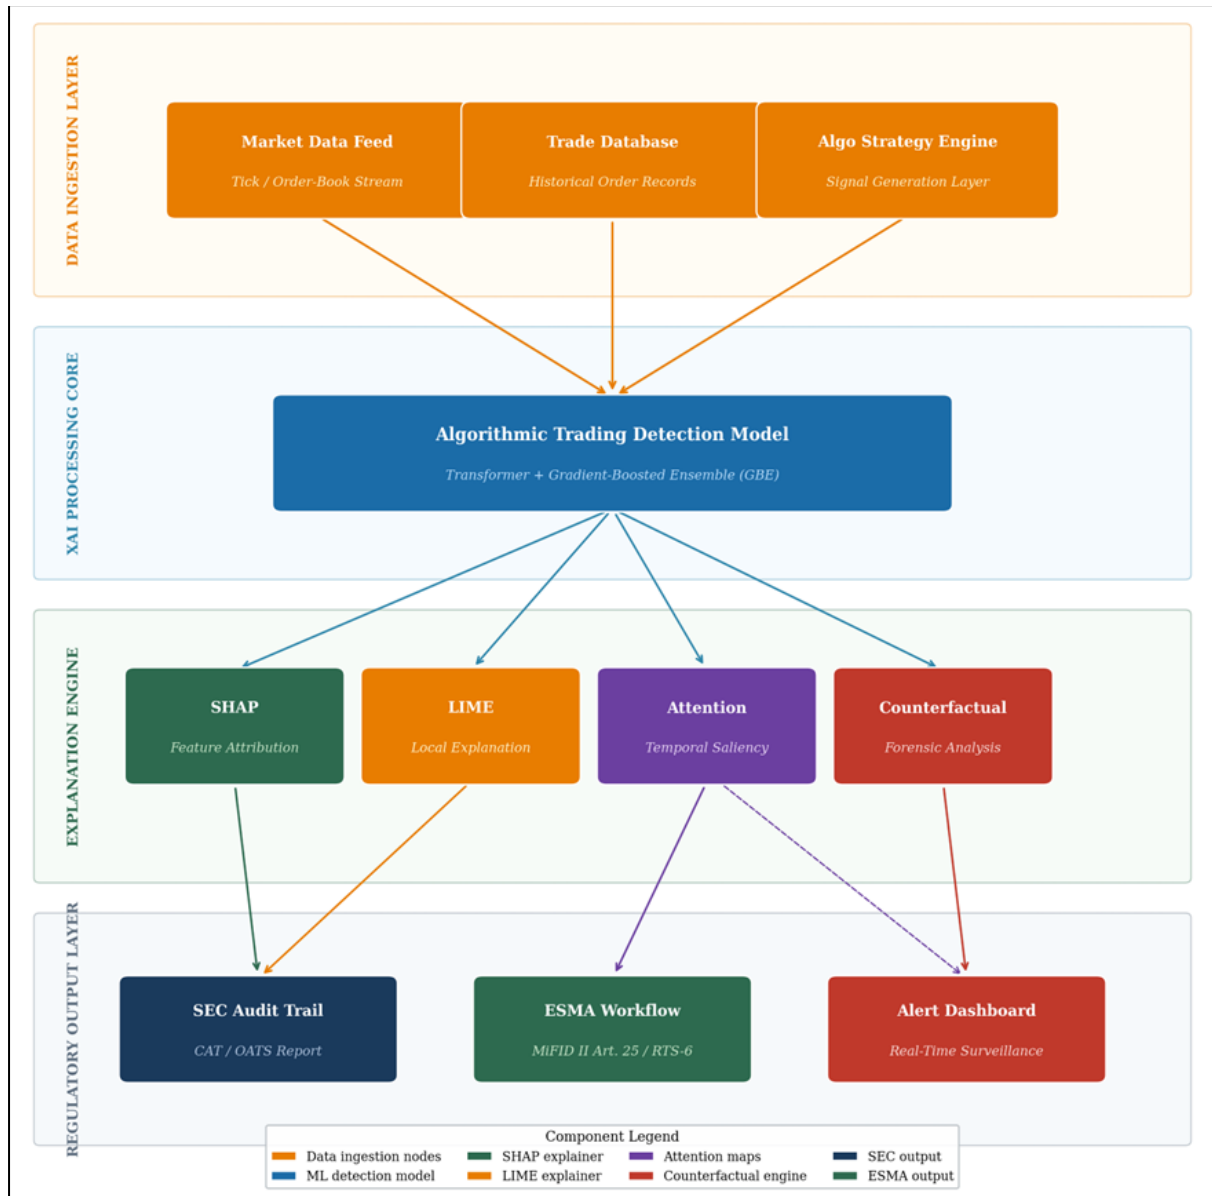 DATA INGESTION LAYER
Market Data Feed
Tick / Order-Book Stream
Trade Database
Historical Order Records
Algo Strategy Engine
Signal Generation Layer
XAI PROCESSING CORE
Algorithmic Trading Detection Model
Transformer + Gradient-Boosted Ensemble (GBE)
EXPLANATION ENGINE
SHAP
Feature Attribution
LIME
Local Explanation
Attention
Temporal Saliency
Counterfactual
Forensic Analysis
REGULATORY OUTPUT LAYER
SEC Audit Trail
CAT / OATS Report
ESMA Workflow
MiFID II Art. 25 / RTS-6
Alert Dashboard
Real-Time Surveillance
Component Legend
Data ingestion nodes
ML detection model
SHAP explainer
LIME explainer
Attention maps
Counterfactual engine
SEC output
ESMA output